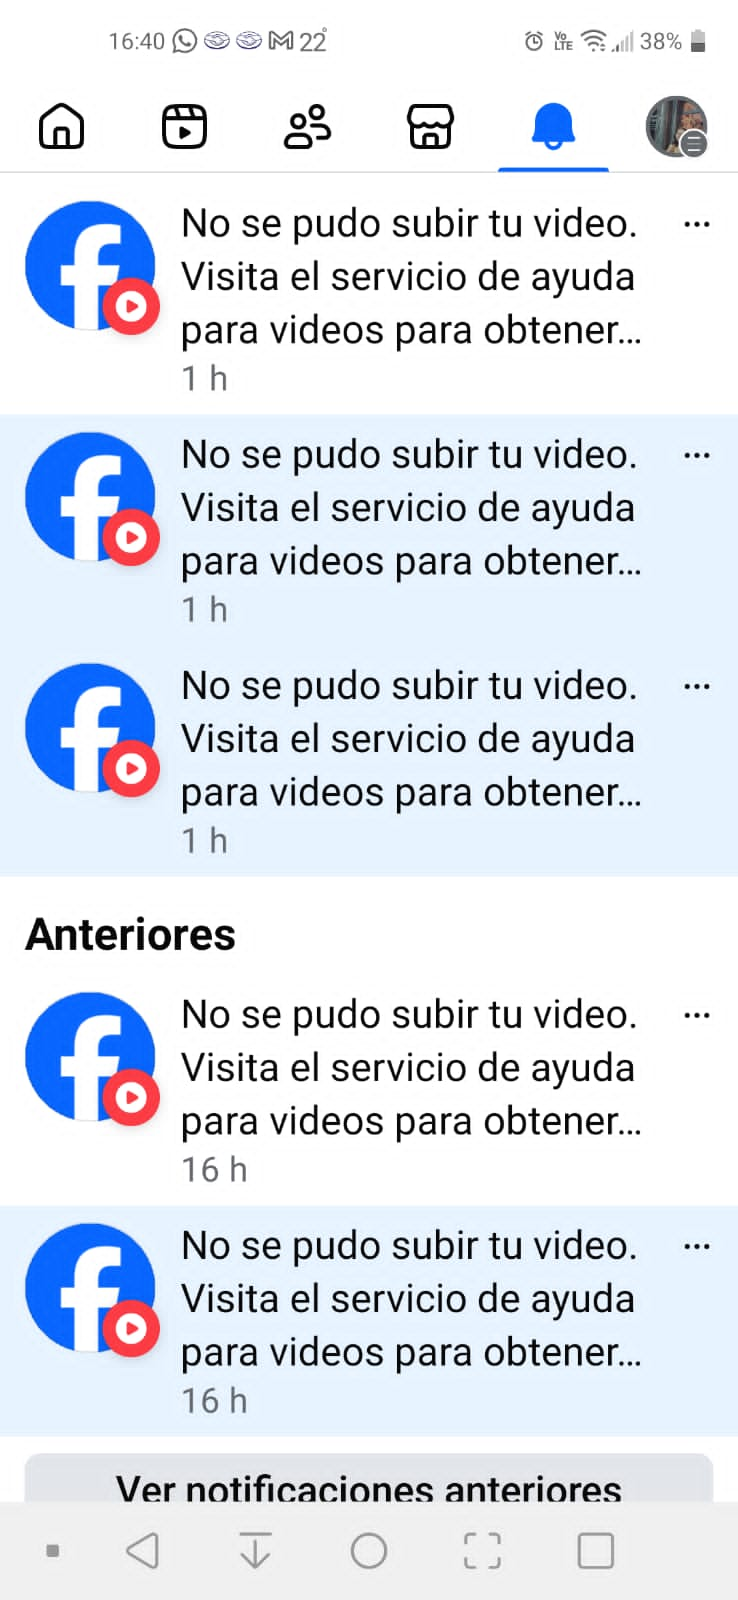 16:40 22°
Vo LTE 38%
No se pudo subir tu video.
Visita el servicio de ayuda
para videos para obtener...
1 h
No se pudo subir tu video.
Visita el servicio de ayuda
para videos para obtener...
1 h
No se pudo subir tu video.
Visita el servicio de ayuda
para videos para obtener...
1 h
Anteriores
No se pudo subir tu video.
Visita el servicio de ayuda
para videos para obtener...
16 h
No se pudo subir tu video.
Visita el servicio de ayuda
para videos para obtener...
16 h
Ver notificaciones anteriores